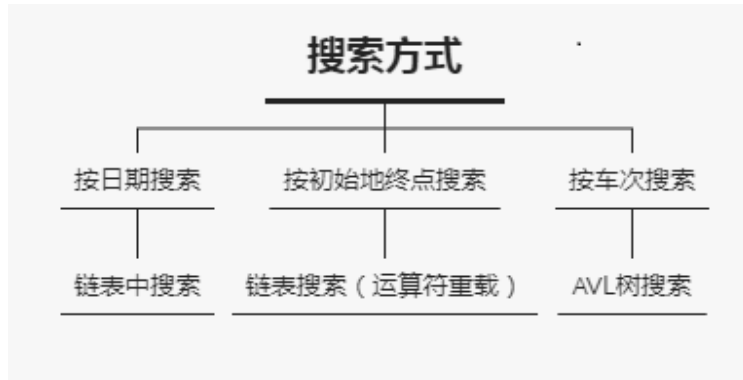 搜索方式
按日期搜索
按初始地终点搜索
按车次搜索
链表中搜索
链表搜索（运算符重载）
AVL树搜索